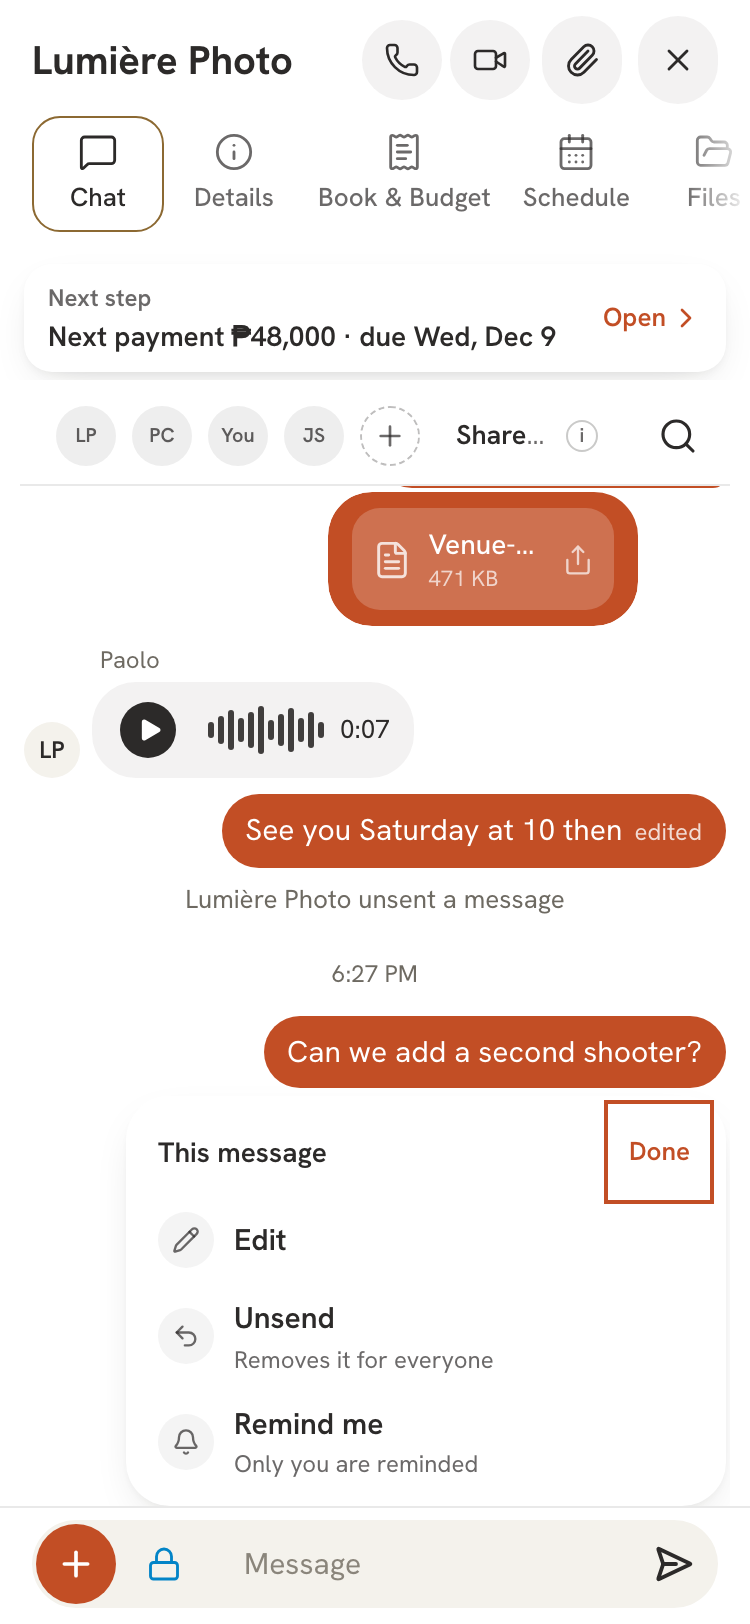 Lumière Photo
Chat
Details
Book & Budget
Schedule
Files
Next step
Next payment ₱48,000 · due Wed, Dec 9
Open
LP
PC
You
JS
Share...
Venue-...
471 KB
Paolo
LP
0:07
See you Saturday at 10 then edited
Lumière Photo unsent a message
6:27 PM
Can we add a second shooter?
This message
Done
Edit
Unsend
Removes it for everyone
Remind me
Only you are reminded
Message